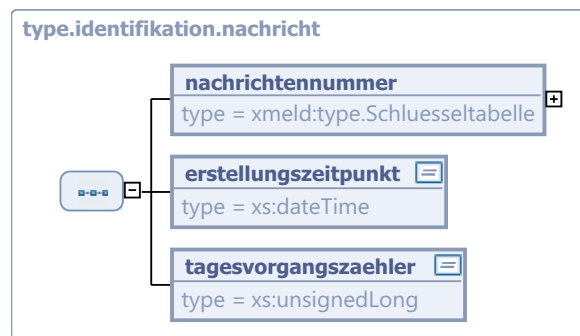 type.identifikation.nachricht
nachrichtennummer
type = xmeld:type.Schluesseltabelle
erstellungszeitpunkt
type = xs:dateTime
tagesvorgangszaehler
type = xs:unsignedLong